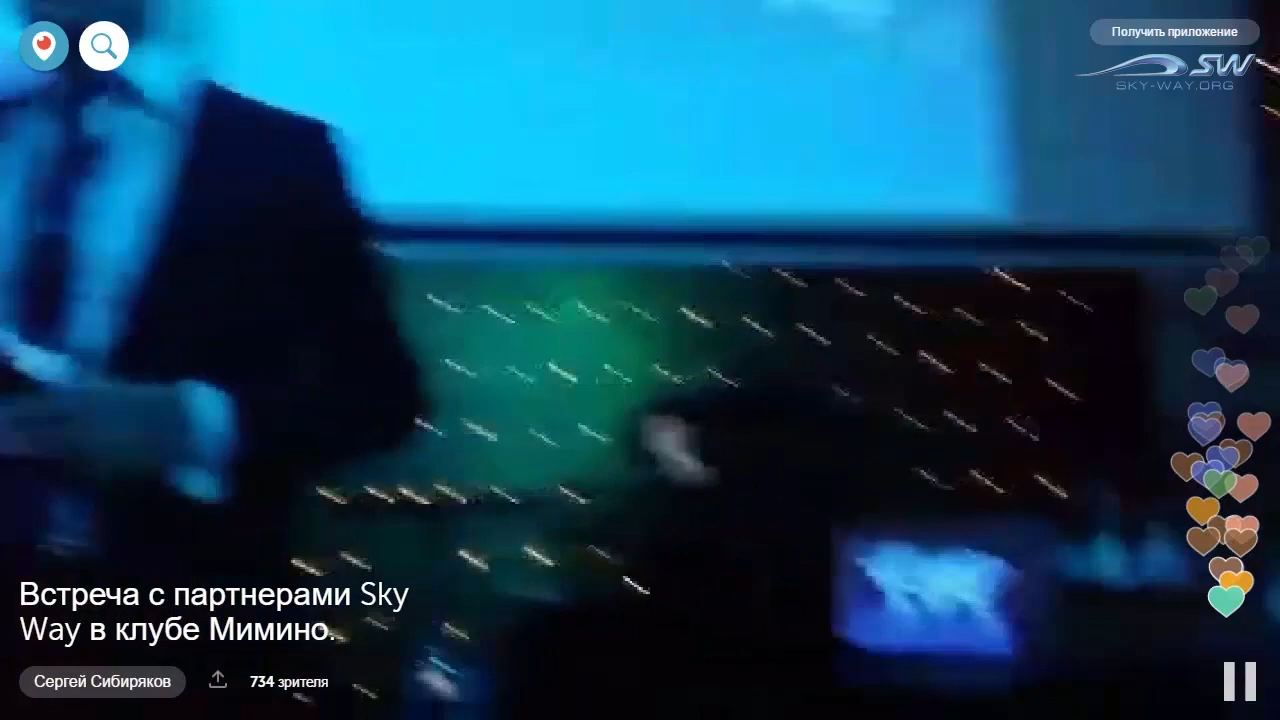 Получить приложение
SW
SKY-WAY.ORG
Встреча с партнерами Sky
Way в клубе Мимино.
Сергей Сибиряков
734 зрителя